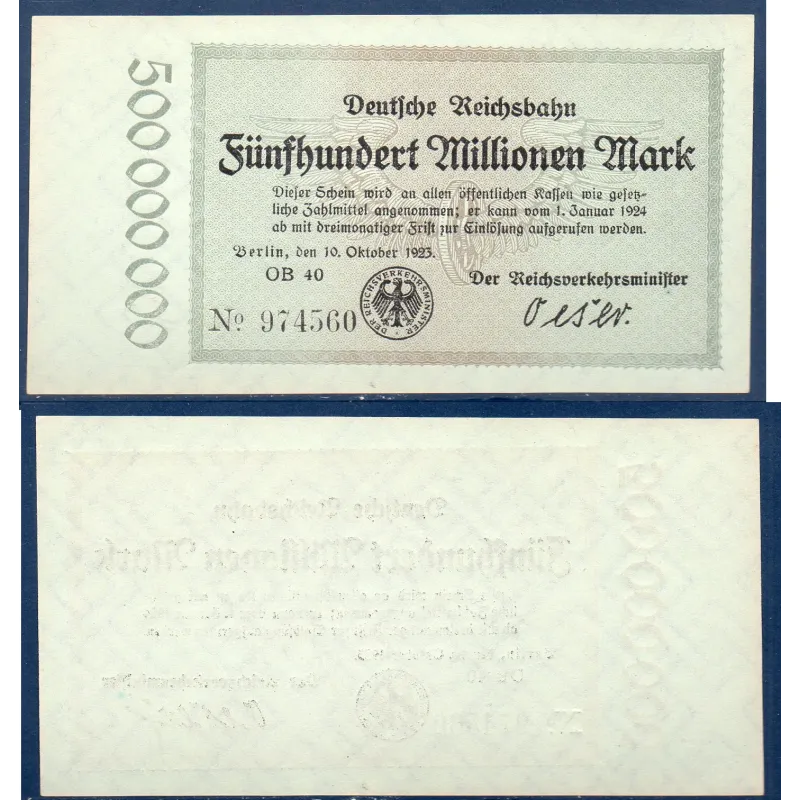 500000000
Deutsche Reichsbahn
Fünfhundert Millionen Mark
Dieser Schein wird an allen öffentlichen Kassen wie gesetz-
liche Zahlmittel angenommen; er kann vom 1. Januar 1924
ab mit dreimonatiger Frist zur Einlösung aufgerufen werden.
Berlin, den 10. Oktober 1923.
OB 40
Der Reichsverkehrsminister
No 974560
DER REICHSVERKEHRSMINISTER
Oeser.